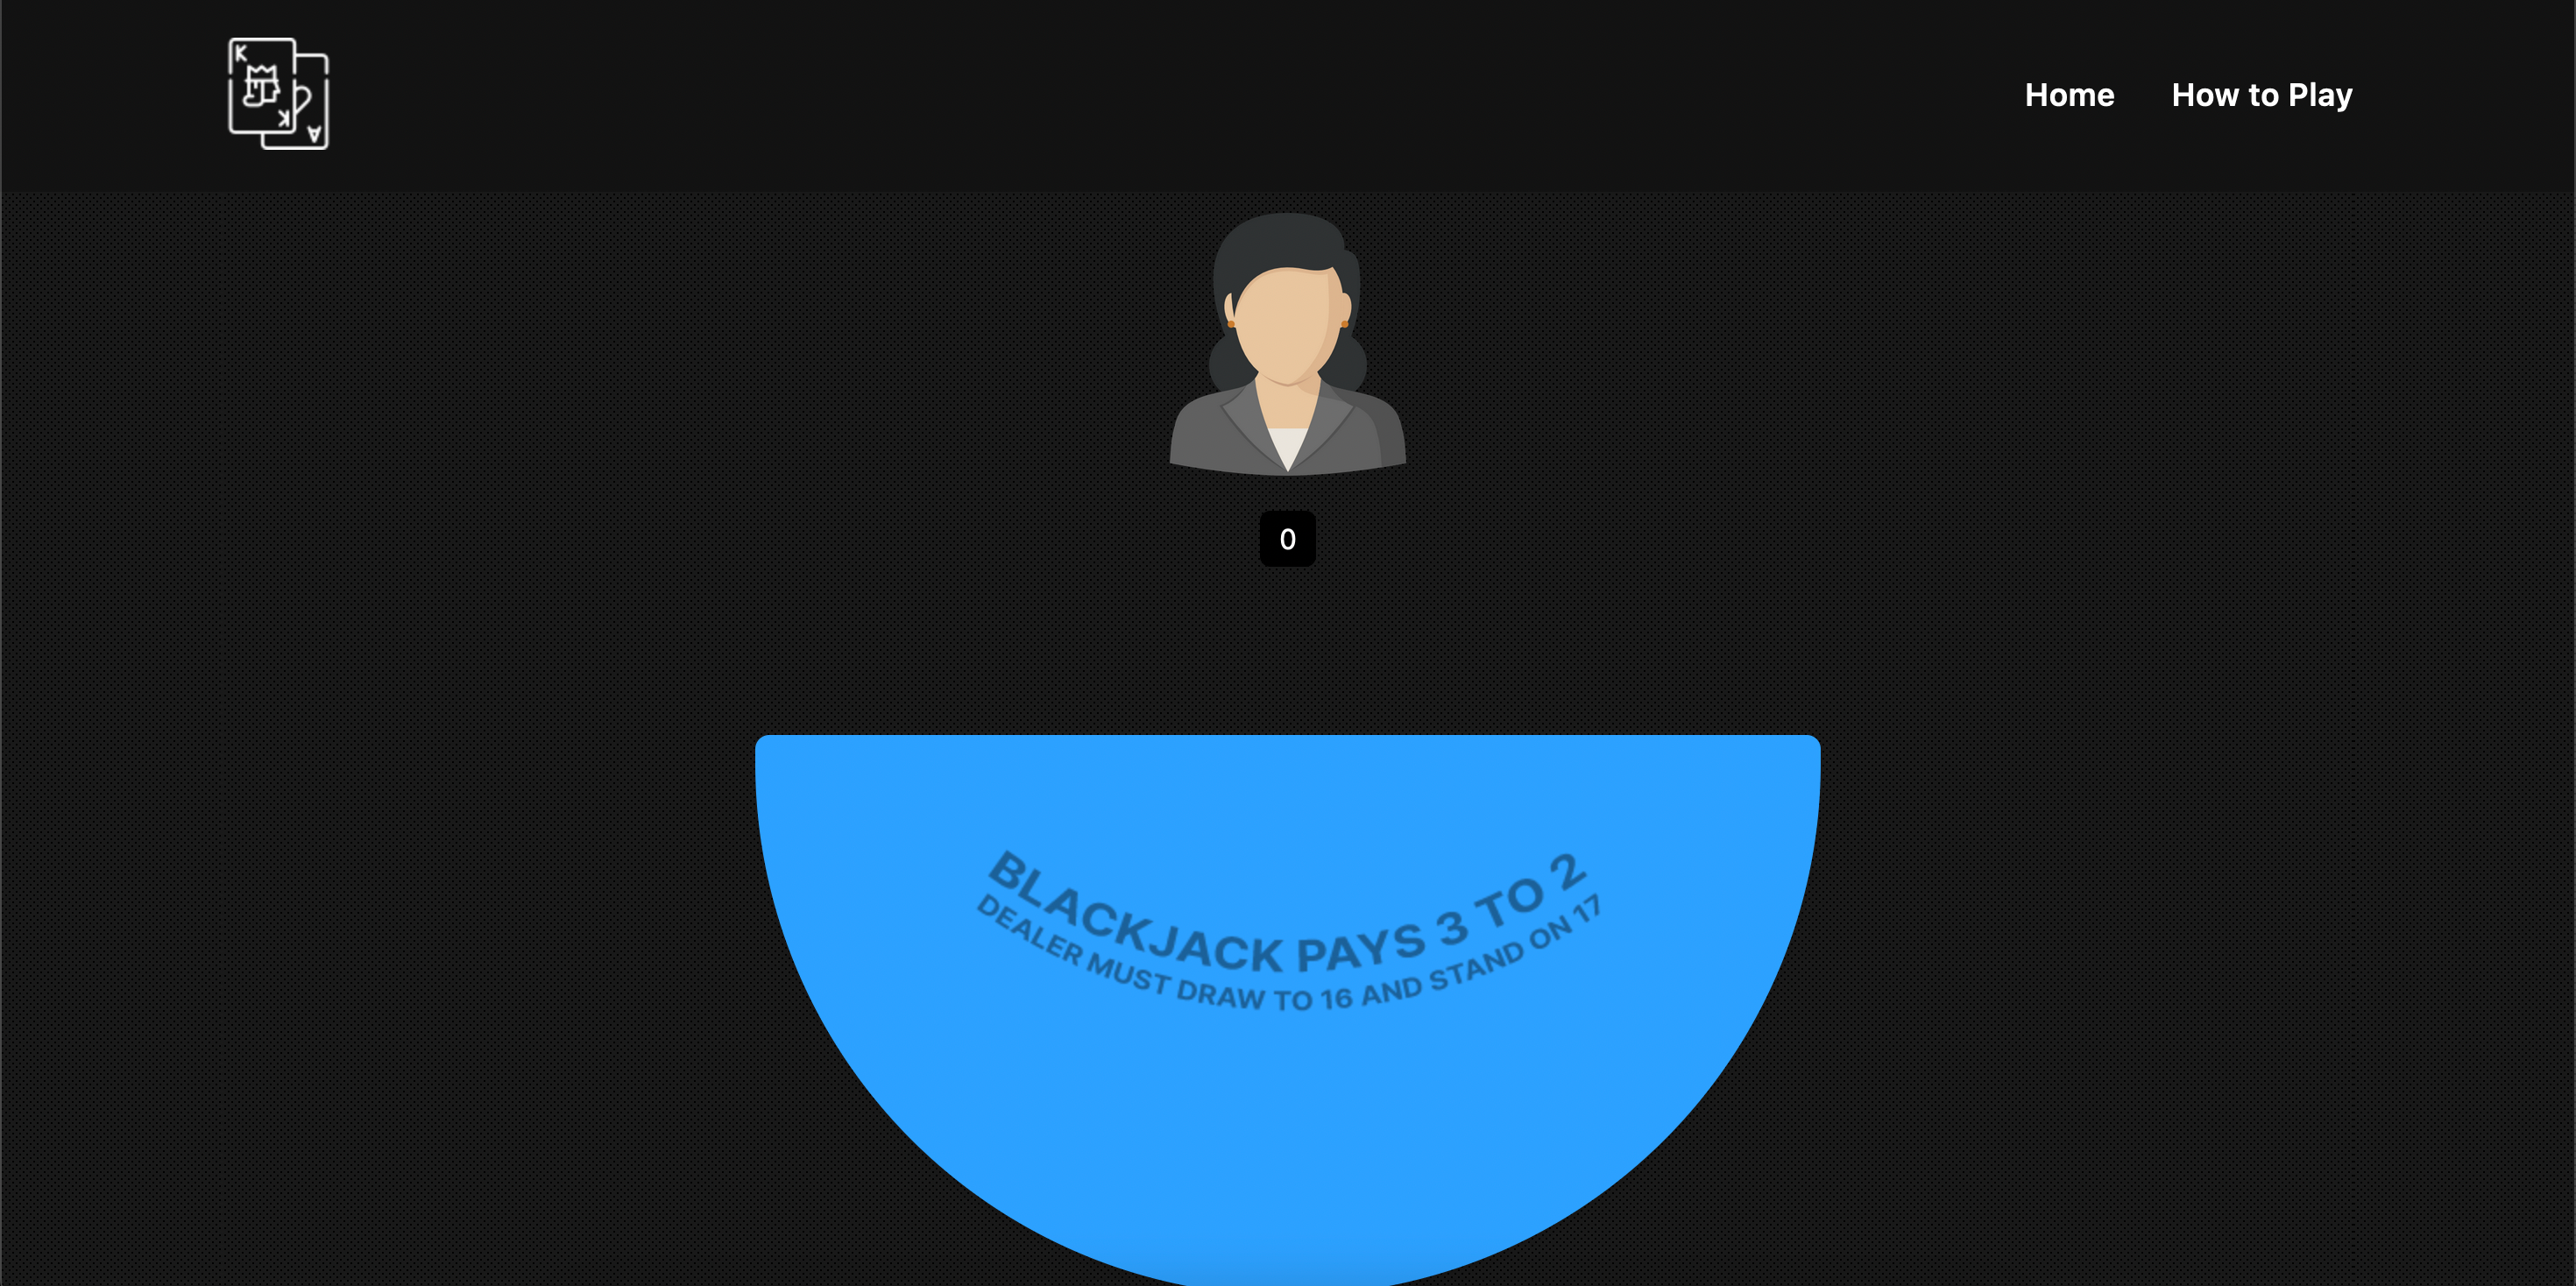 K
K
A
Home
How to Play
0
BLACKJACK PAYS 3 TO 2
DEALER MUST DRAW TO 16 AND STAND ON 17